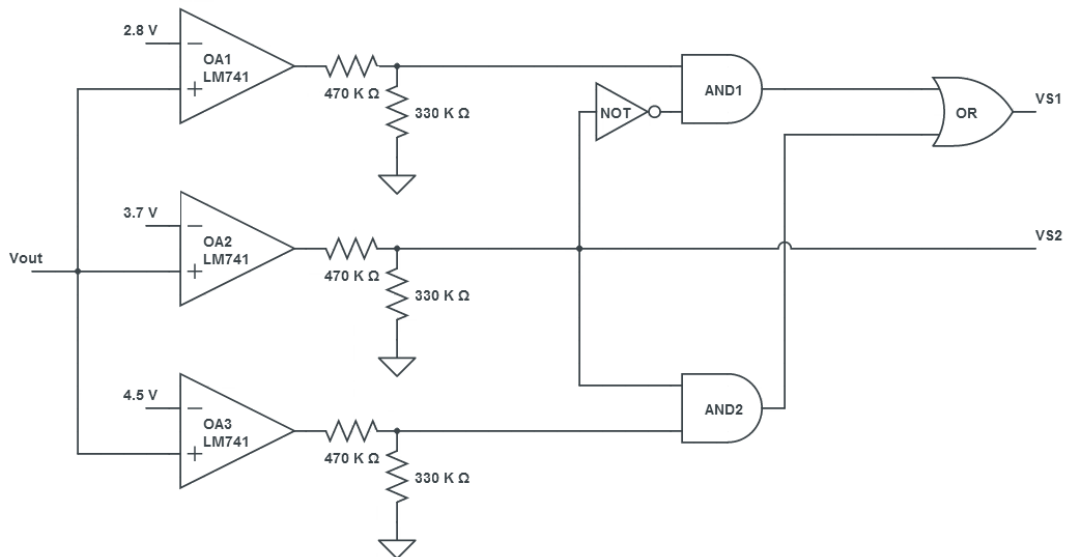 2.8 V
OA1
LM741
470 K Ω
330 K Ω
NOT
AND1
OR
VS1
3.7 V
OA2
LM741
470 K Ω
330 K Ω
VS2
Vout
4.5 V
OA3
LM741
470 K Ω
330 K Ω
AND2